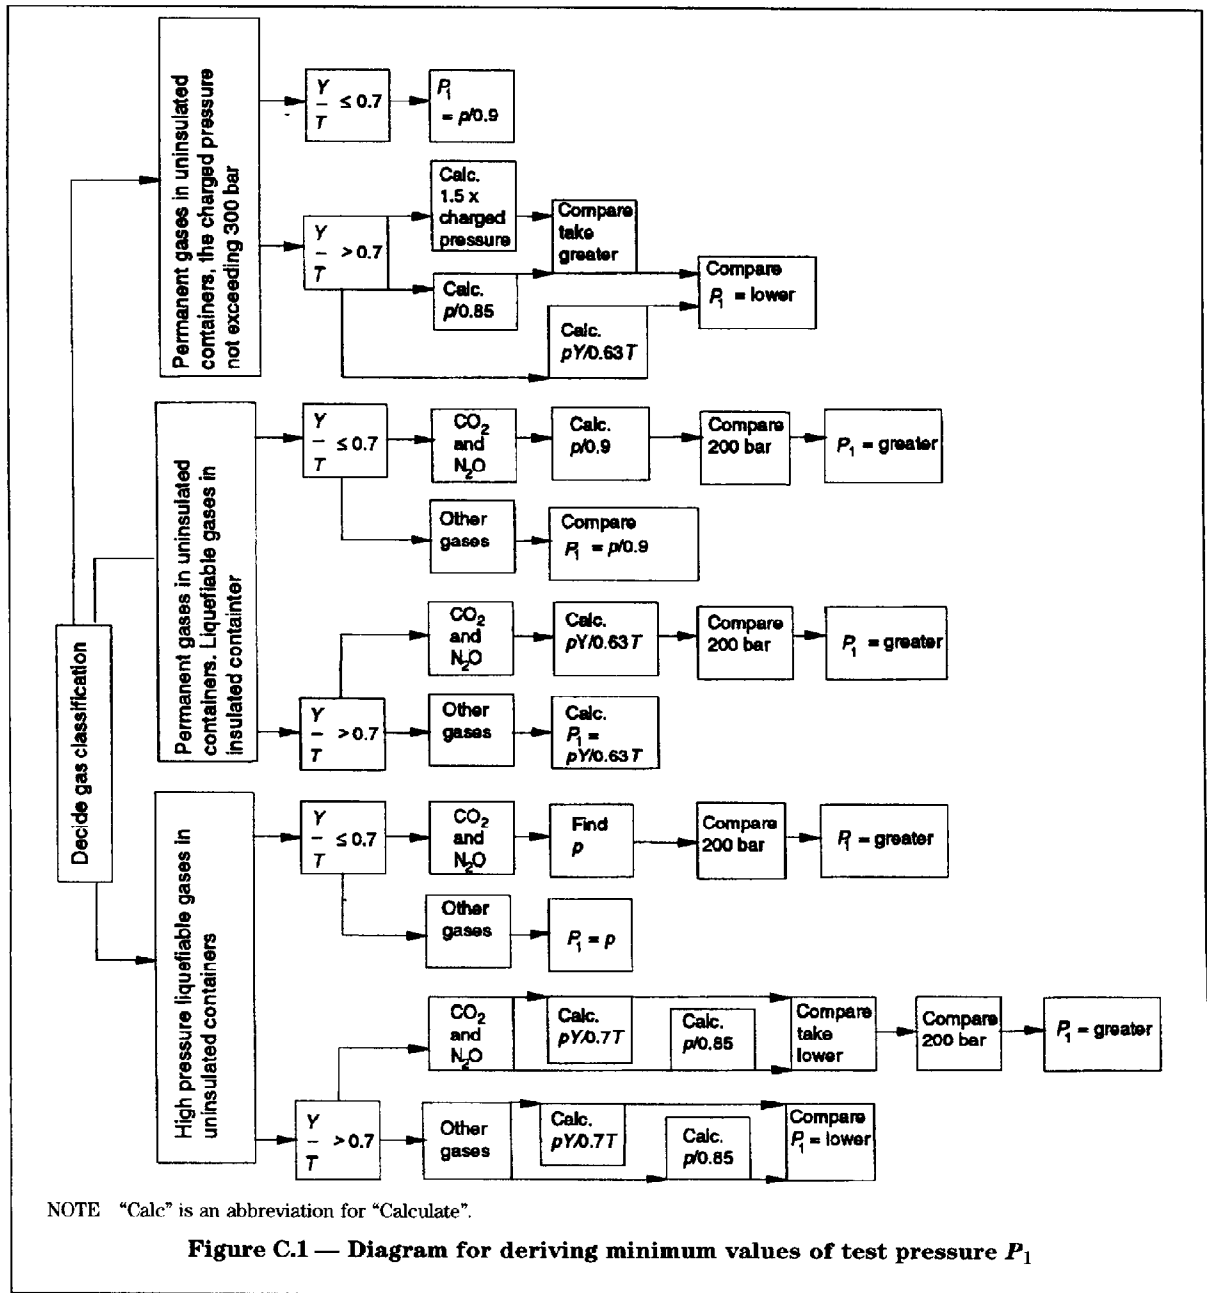 Decide gas classification
Permanent gases in uninsulated
containers, the charged pressure
not exceeding 300 bar
Y
— ≤ 0.7
T
P₁
= p/0.9
Y
— > 0.7
T
Calc.
1.5 x
charged
pressure
Compare
take
greater
Calc.
p/0.85
Calc.
pY/0.63T
Compare
P₁ = lower
Permanent gases in uninsulated
containers. Liquefiable gases in
insulated containter
Y
— ≤ 0.7
T
CO₂
and
N₂O
Calc.
p/0.9
Compare
200 bar
P₁ = greater
Other
gases
Compare
P₁ = p/0.9
Y
— > 0.7
T
CO₂
and
N₂O
Calc.
pY/0.63T
Compare
200 bar
P₁ = greater
Other
gases
Calc.
P₁ =
pY/0.63T
High pressure liquefiable gases in
uninsulated containers
Y
— ≤ 0.7
T
CO₂
and
N₂O
Find
p
Compare
200 bar
P₁ = greater
Other
gases
P₁ = p
Y
— > 0.7
T
CO₂
and
N₂O
Calc.
pY/0.7T
Calc.
p/0.85
Compare
take
lower
Compare
200 bar
P₁ = greater
Other
gases
Calc.
pY/0.7T
Calc.
p/0.85
Compare
P₁ = lower
NOTE “Calc” is an abbreviation for “Calculate”.
Figure C.1 — Diagram for deriving minimum values of test pressure P₁